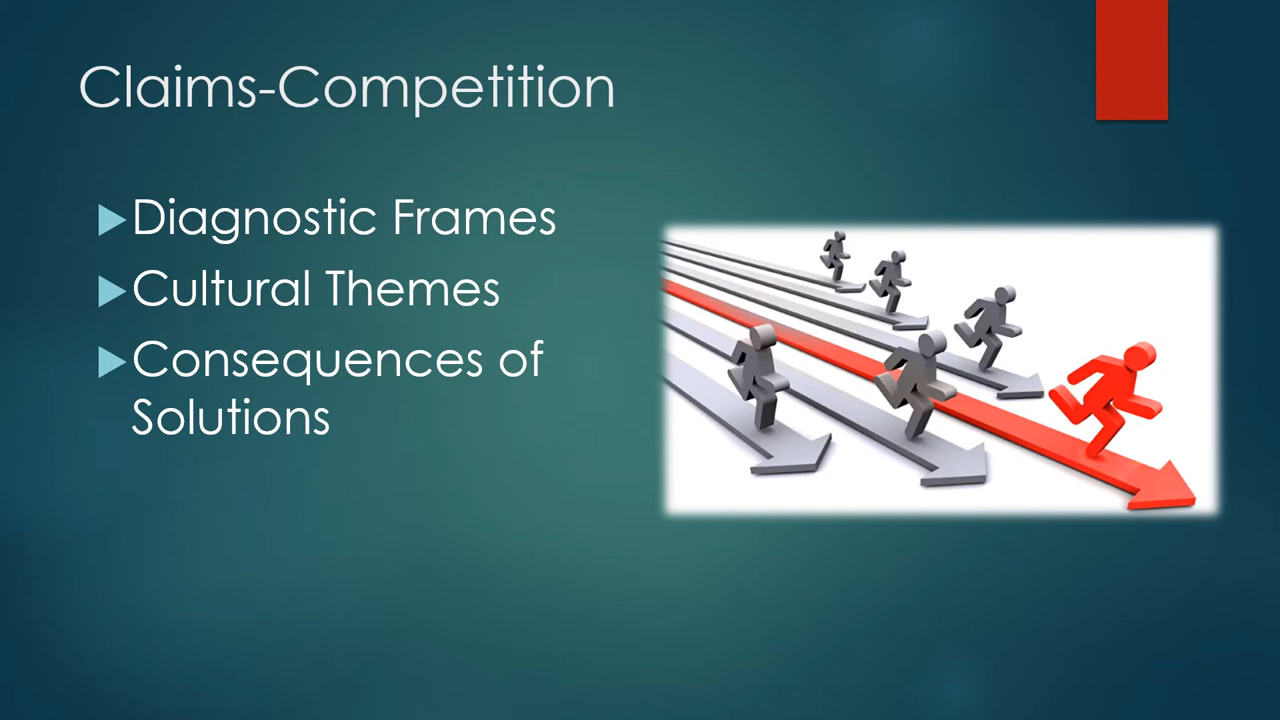 Claims-Competition
Diagnostic Frames
Cultural Themes
Consequences of
Solutions